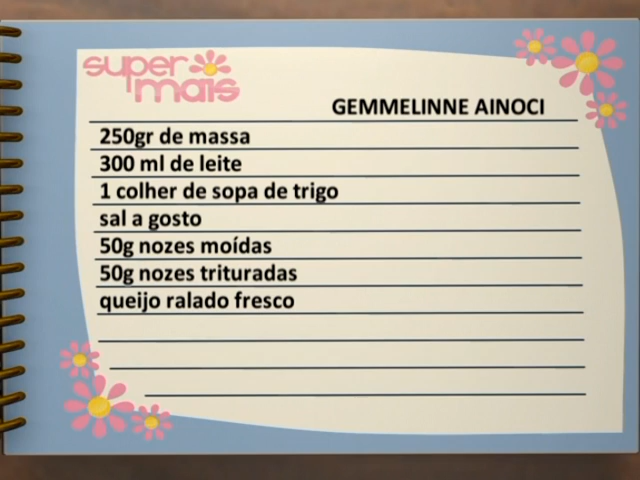 super
mais
GEMMELINNE AINOCI
250gr de massa
300 ml de leite
1 colher de sopa de trigo
sal a gosto
50g nozes moídas
50g nozes trituradas
queijo ralado fresco